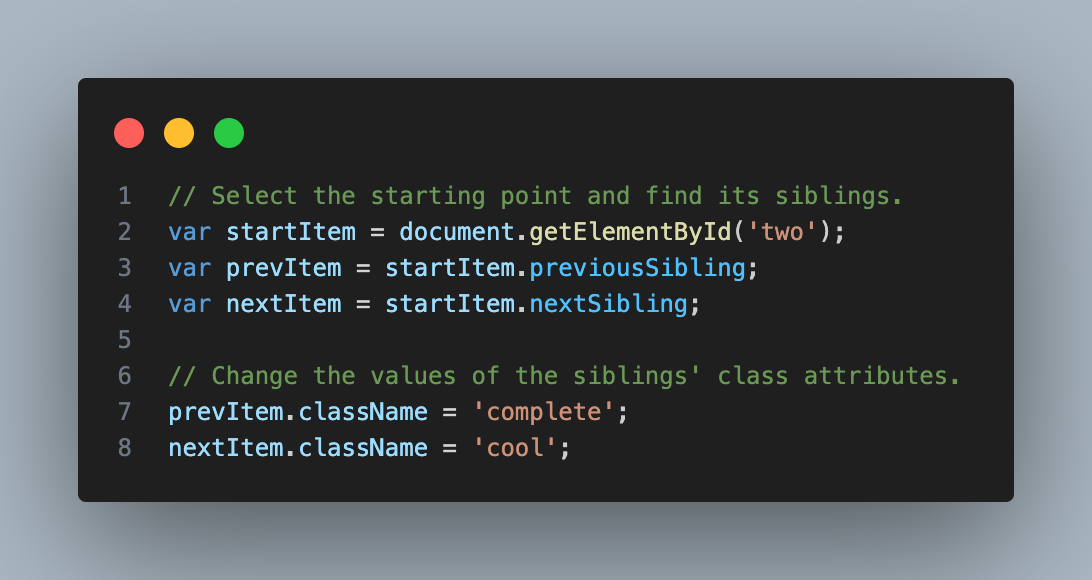 1 // Select the starting point and find its siblings.
2 var startItem = document.getElementById('two');
3 var prevItem = startItem.previousSibling;
4 var nextItem = startItem.nextSibling;
5
6 // Change the values of the siblings' class attributes.
7 prevItem.className = 'complete';
8 nextItem.className = 'cool';